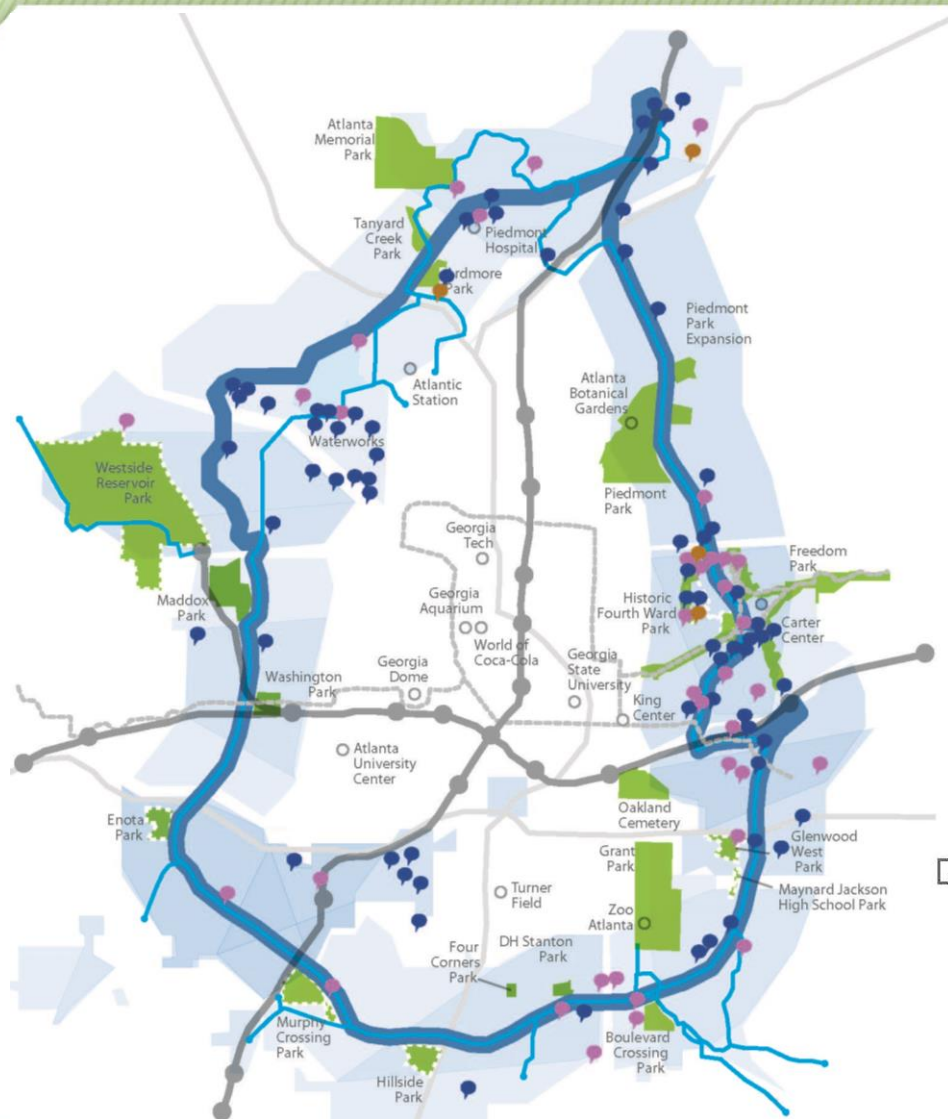 Atlanta
Memorial
Park
Tanyard
Creek
Park
Piedmont
Hospital
Ardmore
Park
Piedmont
Park
Expansion
Atlantic
Station
Atlanta
Botanical
Gardens
Waterworks
Westside
Reservoir
Park
Piedmont
Park
Georgia
Tech
Freedom
Park
Maddox
Park
Georgia
Aquarium
Historic
Fourth Ward
Park
Carter
Center
World of
Coca-Cola
Georgia
State
University
Washington
Park
Georgia
Dome
King
Center
Atlanta
University
Center
Enota
Park
Oakland
Cemetery
Glenwood
West
Park
Grant
Park
Maynard Jackson
High School Park
Turner
Field
Zoo
Atlanta
Four
Corners
Park
DH Stanton
Park
Murphy
Crossing
Park
Boulevard
Crossing
Park
Hillside
Park